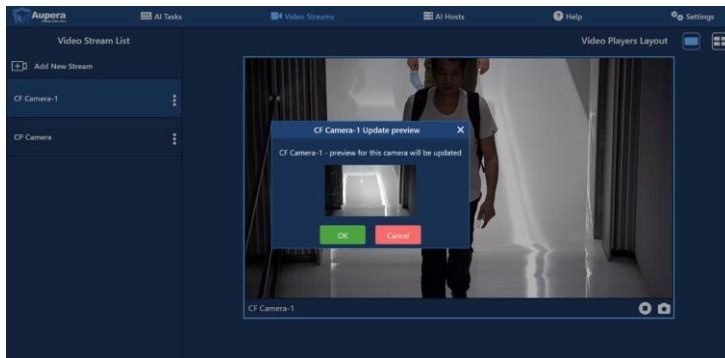 Aupera
AI Tasks
Video Streams
AI Hosts
Help
Settings
Video Stream List
Video Players Layout
Add New Stream
CF Camera-1
CP Camera
CF Camera-1 Update preview
CF Camera-1 - preview for this camera will be updated
OK
Cancel
CF Camera-1